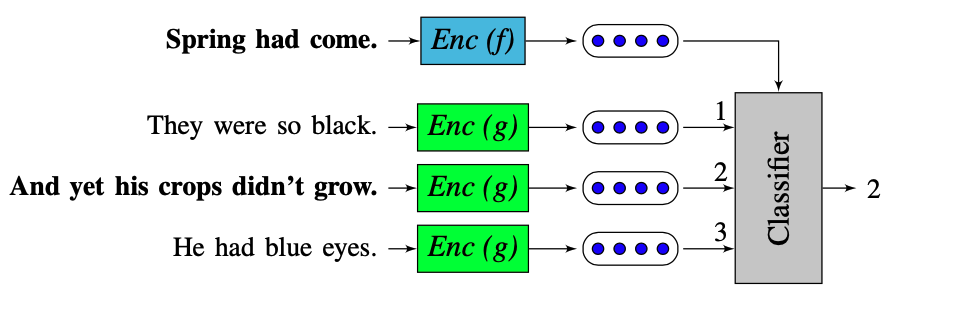 Spring had come. Enc (f)
They were so black. Enc (g) 1
And yet his crops didn't grow. Enc (g) 2
He had blue eyes. Enc (g) 3
Classifier
2